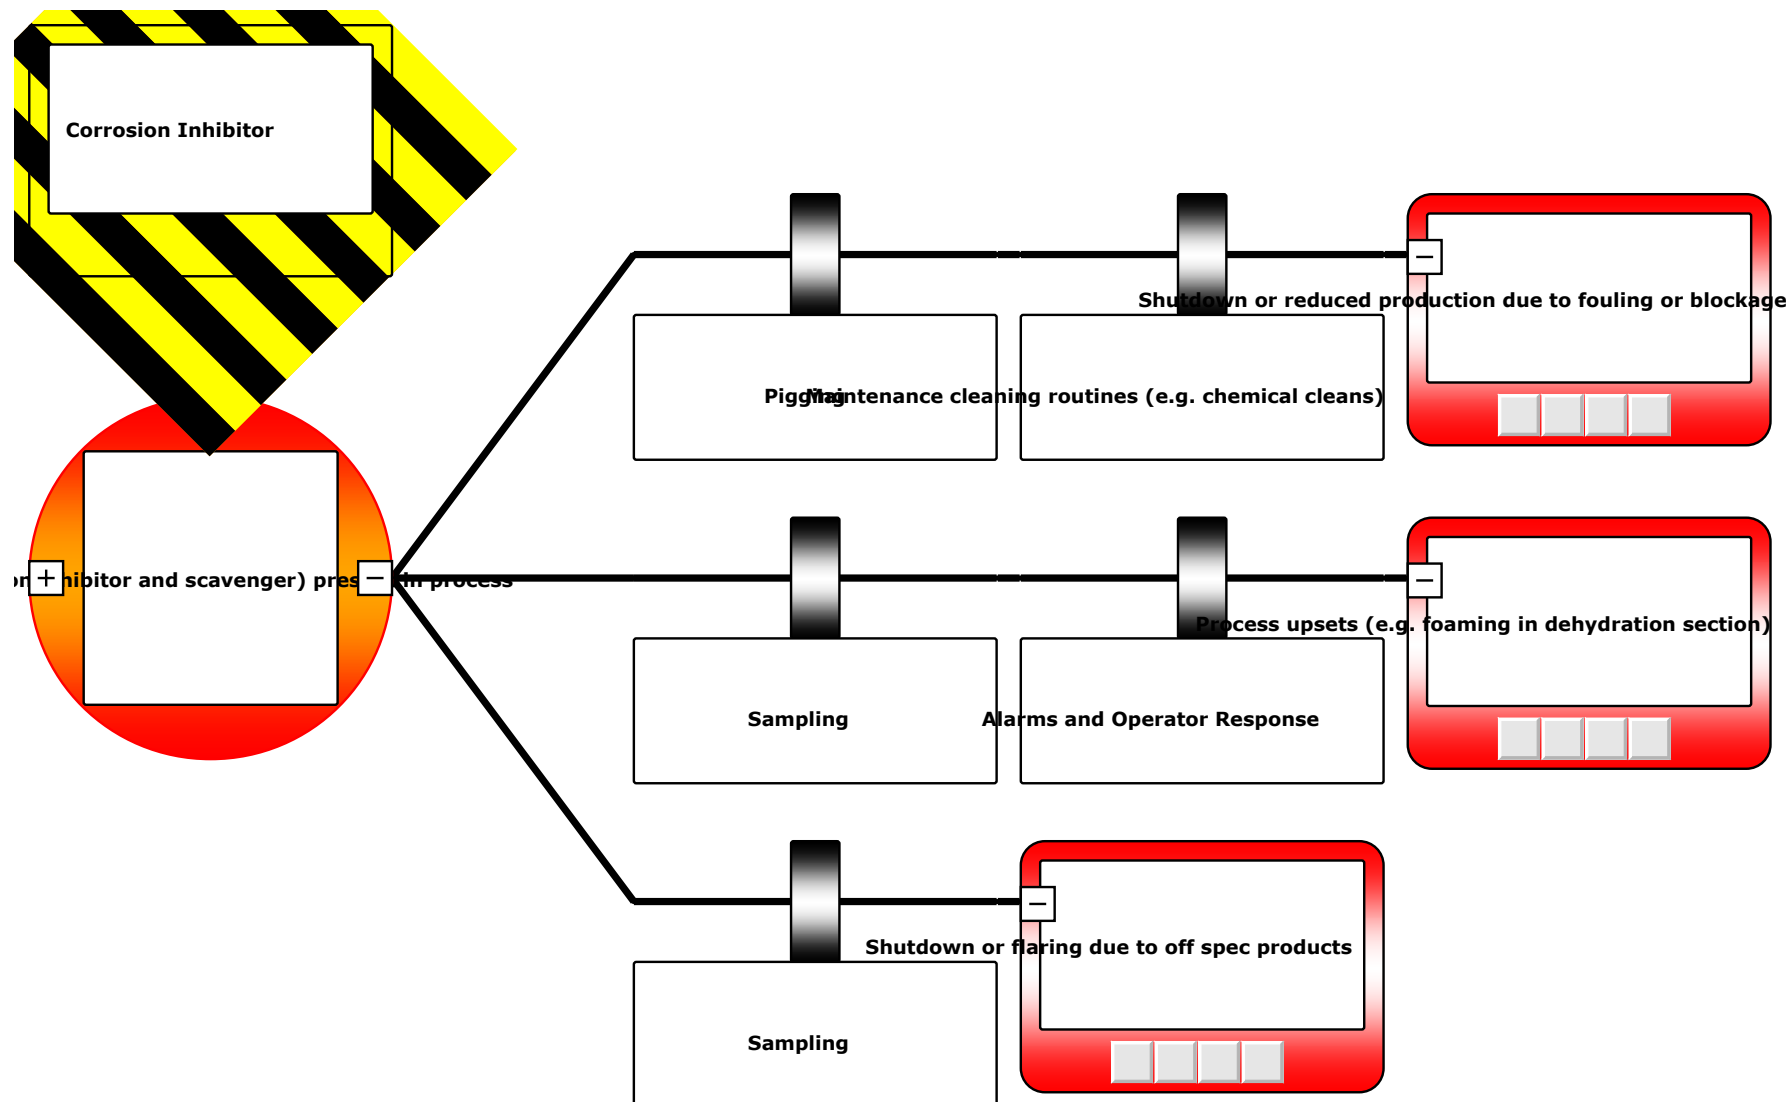 Corrosion Inhibitor
Shutdown or reduced production due to fouling or blockage
Pigging
Maintenance cleaning routines (e.g. chemical cleans)
+
and scavenger)
−
in process
−
−
Process upsets (e.g. foaming in dehydration section)
Sampling
Alarms and Operator Response
−
Shutdown or flaring due to off spec products
Sampling